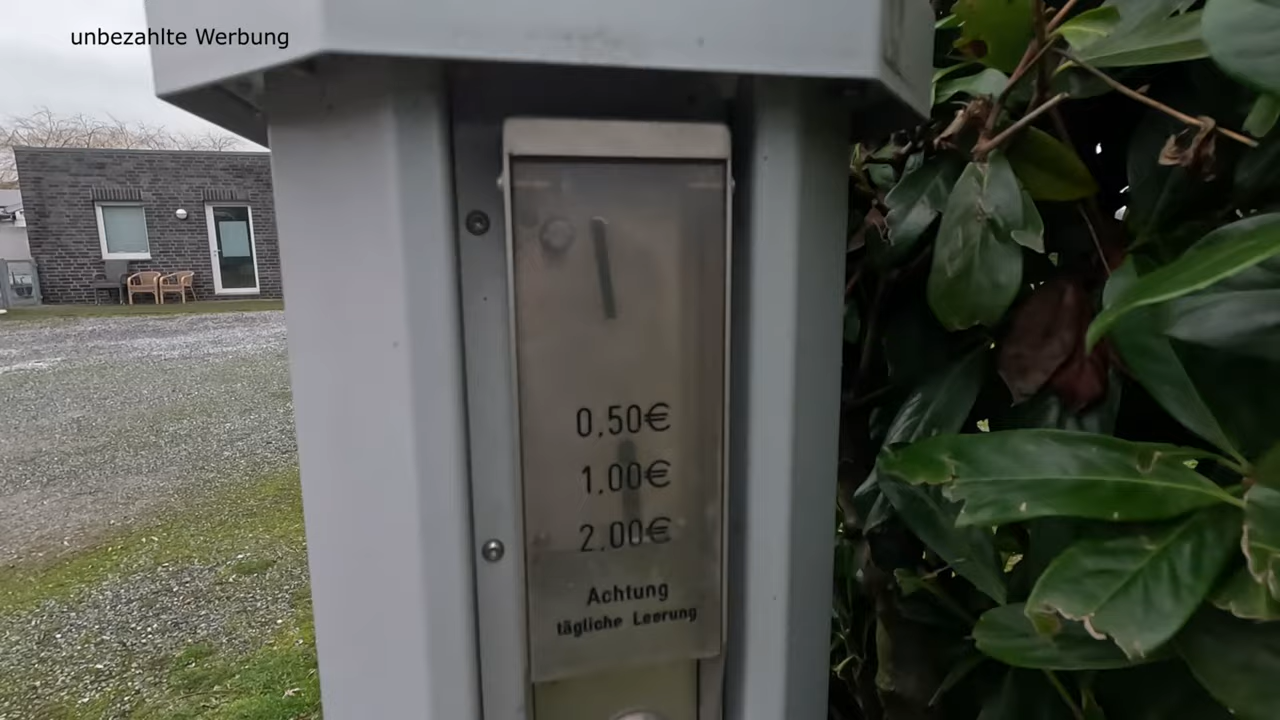 unbezahlte Werbung
0.50€
1.00€
2.00€
Achtung
tägliche Leerung